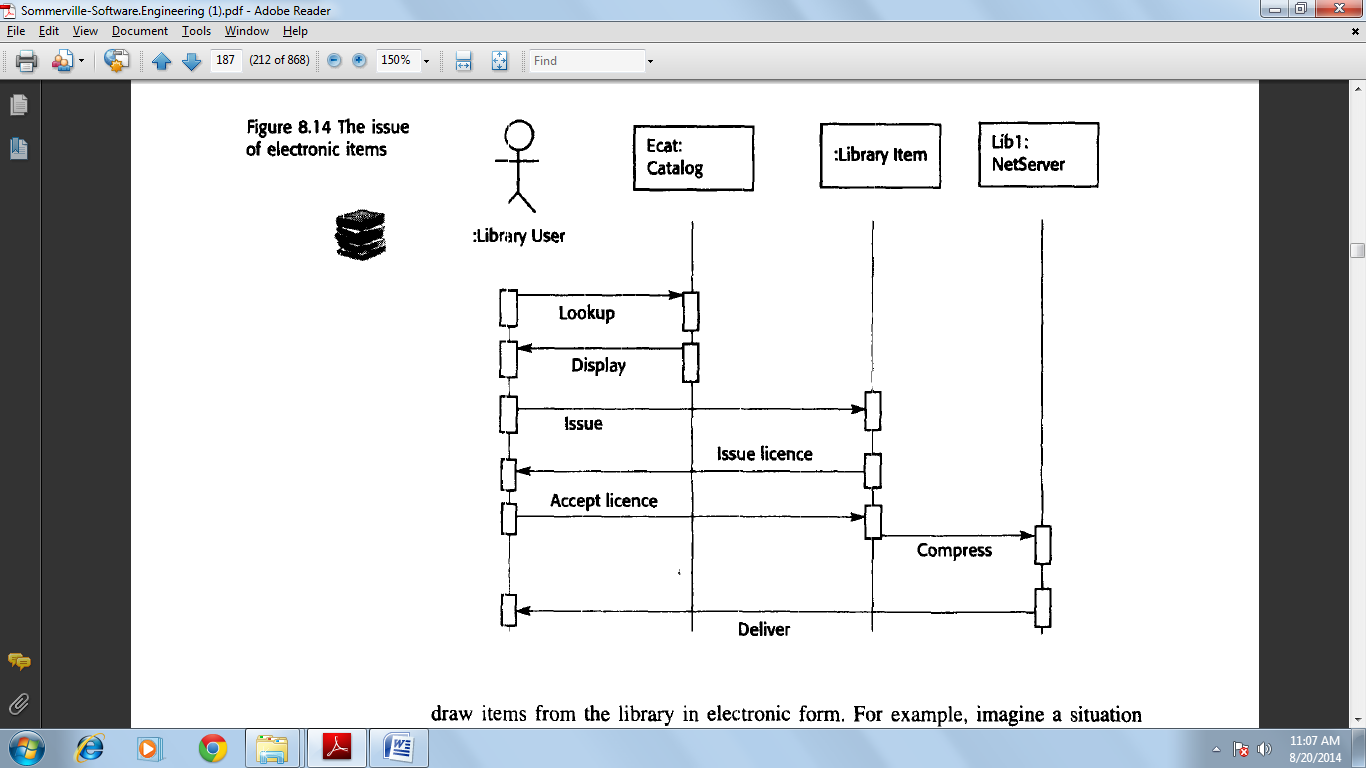 Sommerville-Software.Engineering (1).pdf - Adobe Reader
File Edit View Document Tools Window Help
187 (212 of 868) 150% Find
Figure 8.14 The issue
of electronic items
:Library User
Ecat:
Catalog
:Library Item
Lib1:
NetServer
Lookup
Display
Issue
Issue licence
Accept licence
Compress
Deliver
draw items from the library in electronic form. For example, imagine a situation
11:07 AM
8/20/2014